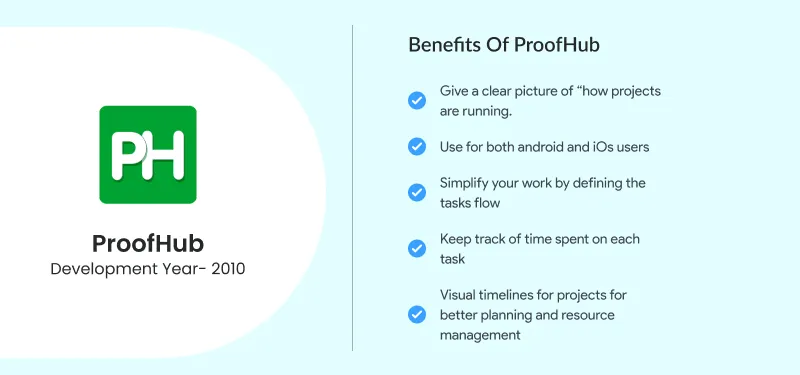 PH
ProofHub
Development Year- 2010
Benefits Of ProofHub
Give a clear picture of “how projects
are running.
Use for both android and iOs users
Simplify your work by defining the
tasks flow
Keep track of time spent on each
task
Visual timelines for projects for
better planning and resource
management